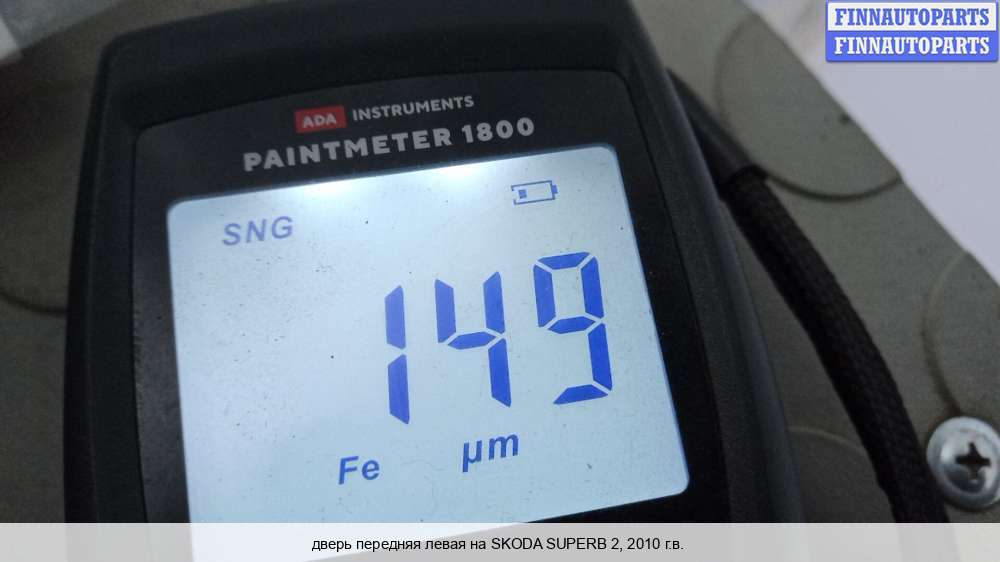 FINNAUTOPARTS
FINNAUTOPARTS
ADA INSTRUMENTS
PAINTMETER 1800
SNG
149
Fe µm
дверь передняя левая на SKODA SUPERB 2, 2010 г.в.